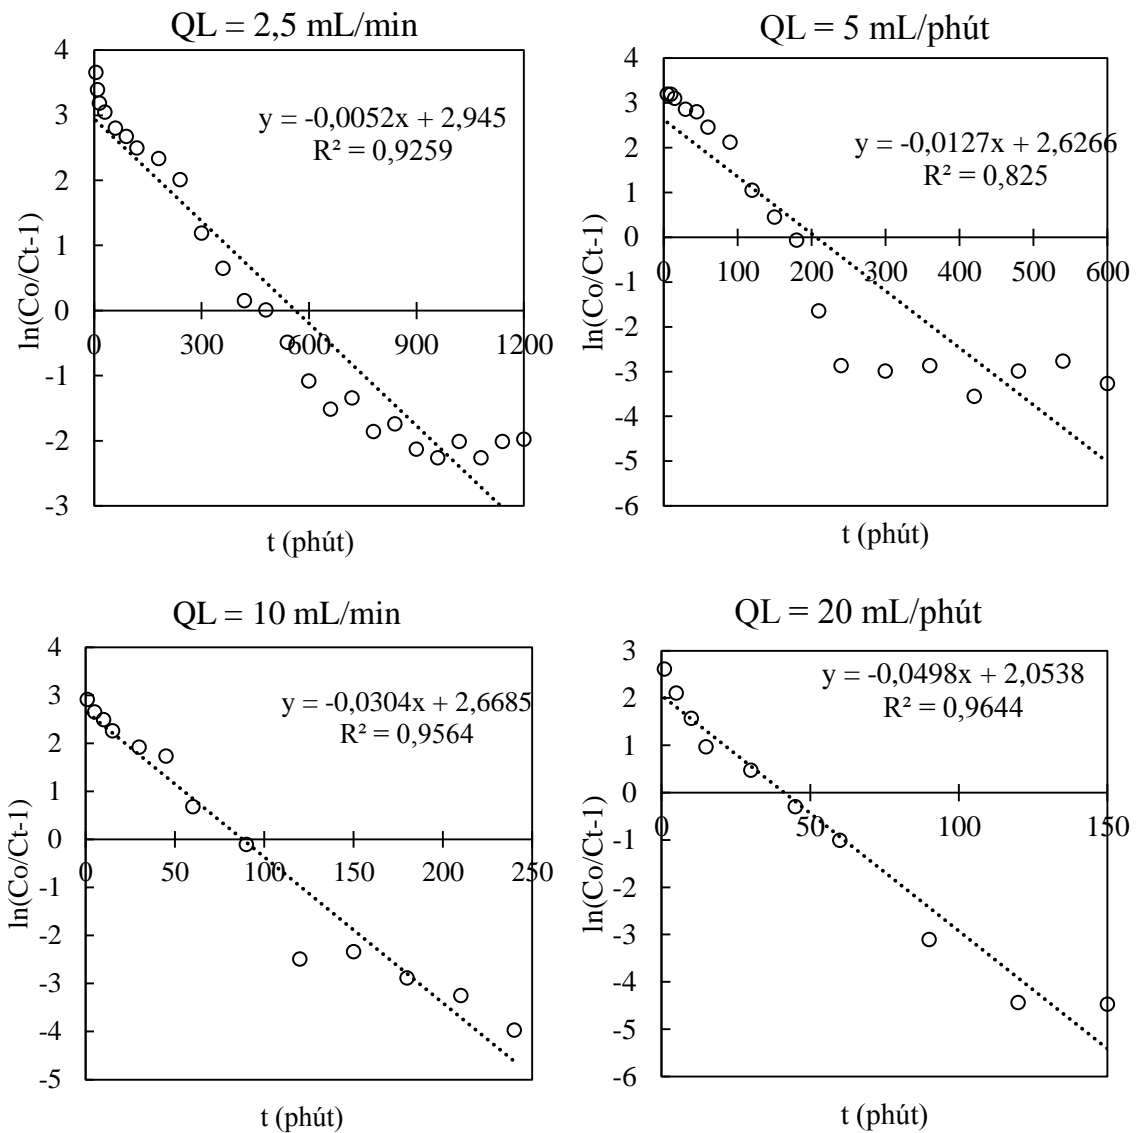 QL = 2,5 mL/min
4
3
2
1
0
-1
-2
-3
ln(Co/Ct-1)
y = -0,0052x + 2,945
R² = 0,9259
0 300 600 900 1200
t (phút)
QL = 5 mL/phút
4
3
2
1
0
-1
-2
-3
-4
-5
-6
ln(Co/Ct-1)
y = -0,0127x + 2,6266
R² = 0,825
0 100 200 300 400 500 600
t (phút)
QL = 10 mL/min
4
3
2
1
0
-1
-2
-3
-4
-5
ln(Co/Ct-1)
y = -0,0304x + 2,6685
R² = 0,9564
0 50 100 150 200 250
t (phút)
QL = 20 mL/phút
3
2
1
0
-1
-2
-3
-4
-5
-6
ln(Co/Ct-1)
y = -0,0498x + 2,0538
R² = 0,9644
0 50 100 150
t (phút)